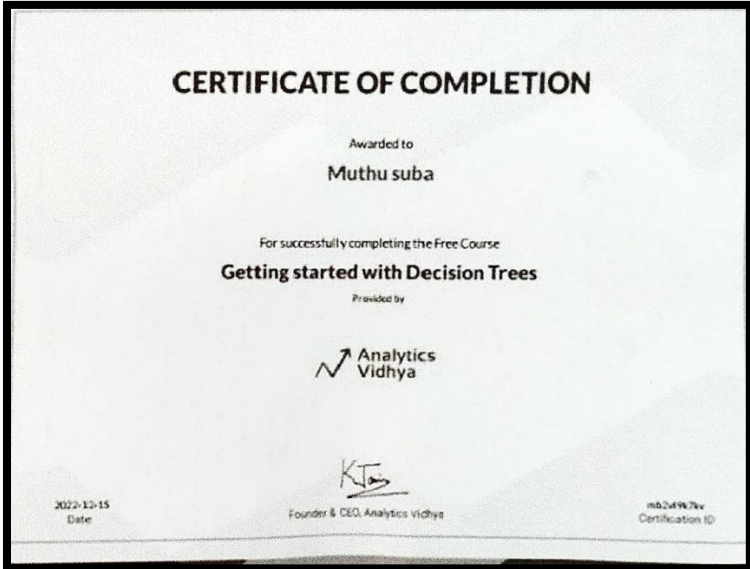 CERTIFICATE OF COMPLETION
Awarded to
Muthu suba
For successfully completing the Free Course
Getting started with Decision Trees
Provided by
Analytics
Vidhya
2022-12-15
Date
Founder & CEO, Analytics Vidhya
Certification ID